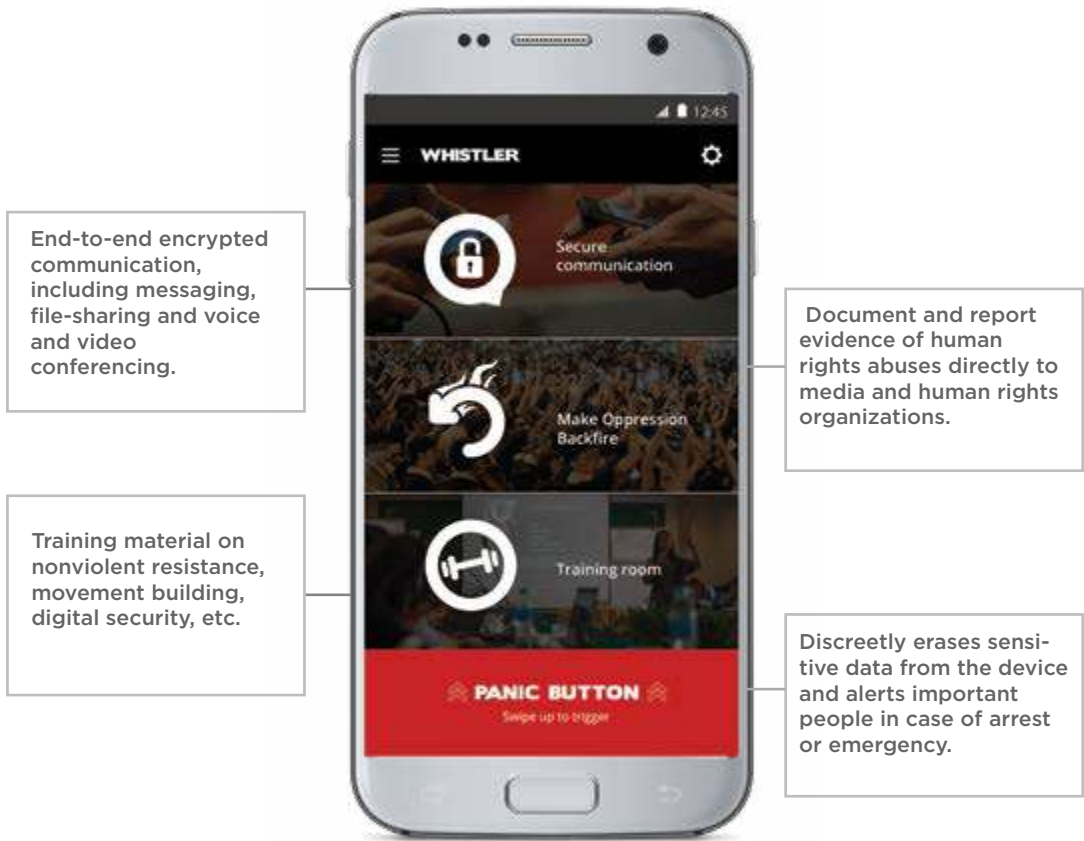 12:45
WHISTLER
Secure
communication
Make Oppression
Backfire
Training room
PANIC BUTTON
Swipe up to trigger
End-to-end encrypted
communication,
including messaging,
file-sharing and voice
and video
conferencing.
Training material on
nonviolent resistance,
movement building,
digital security, etc.
Document and report
evidence of human
rights abuses directly to
media and human rights
organizations.
Discreetly erases sensi-
tive data from the device
and alerts important
people in case of arrest
or emergency.